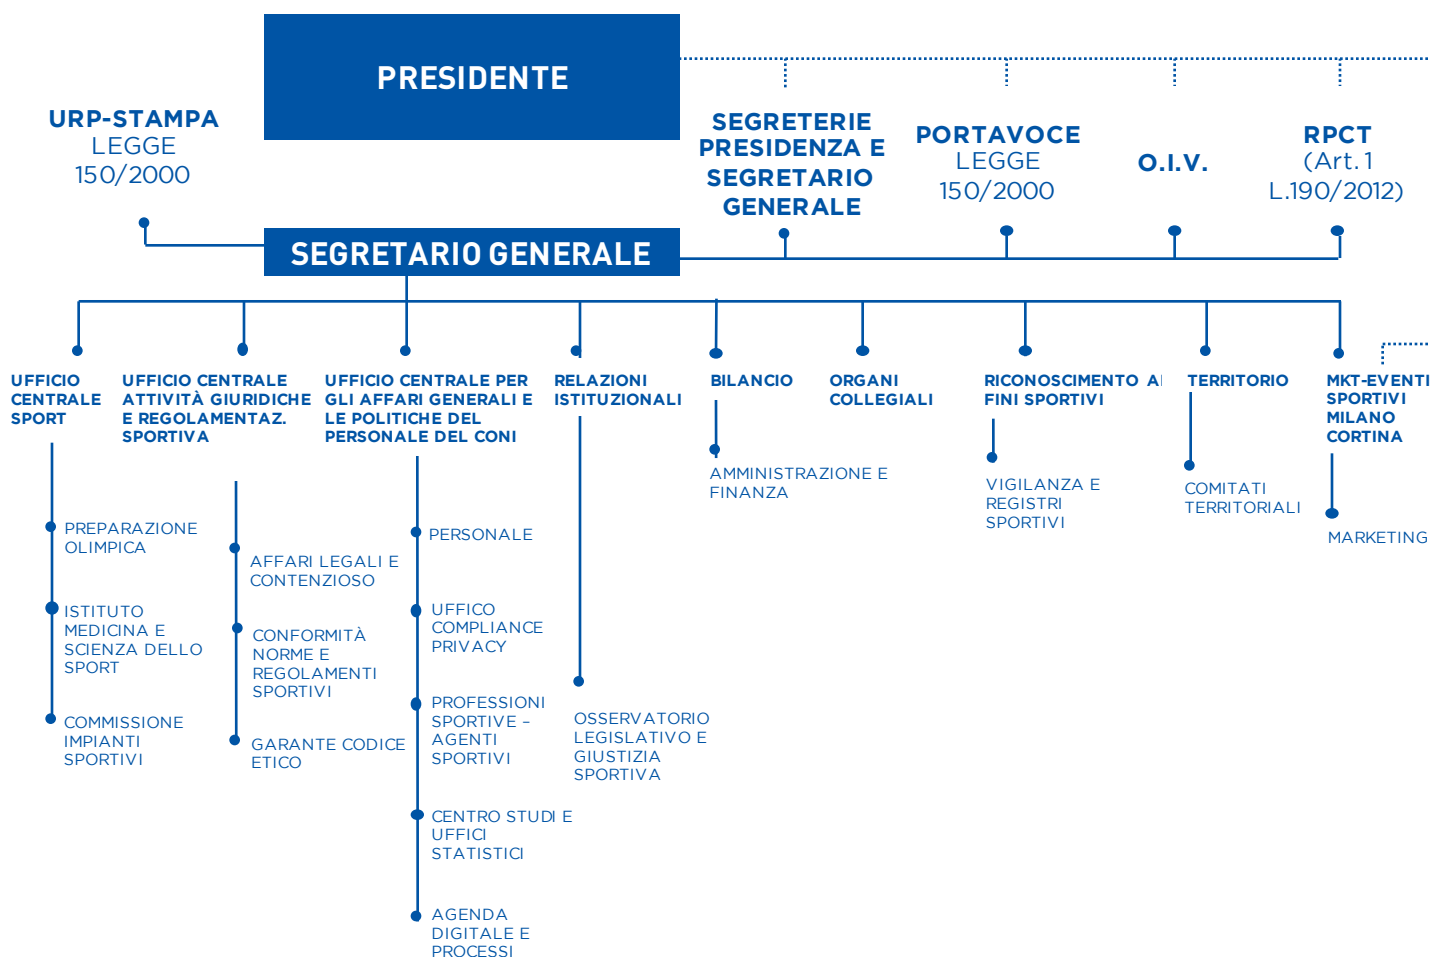 PRESIDENTE
URP-STAMPA
LEGGE
150/2000
SEGRETERIE
PRESIDENZA E
SEGRETARIO
GENERALE
PORTAVOCE
LEGGE
150/2000
O.I.V.
RPCT
(Art. 1
L.190/2012)
SEGRETARIO GENERALE
UFFICIO
CENTRALE
SPORT
PREPARAZIONE
OLIMPICA
ISTITUTO
MEDICINA E
SCIENZA DELLO
SPORT
COMMISSIONE
IMPIANTI
SPORTIVI
UFFICIO CENTRALE
ATTIVITÀ GIURIDICHE
E REGOLAMENTAZ.
SPORTIVA
AFFARI LEGALI E
CONTENZIOSO
CONFORMITÀ
NORME E
REGOLAMENTI
SPORTIVI
GARANTE CODICE
ETICO
UFFICIO CENTRALE PER
GLI AFFARI GENERALI E
LE POLITICHE DEL
PERSONALE DEL CONI
PERSONALE
UFFICO
COMPLIANCE
PRIVACY
PROFESSIONI
SPORTIVE –
AGENTI
SPORTIVI
CENTRO STUDI E
UFFICI
STATISTICI
AGENDA
DIGITALE E
PROCESSI
RELAZIONI
ISTITUZIONALI
OSSERVATORIO
LEGISLATIVO E
GIUSTIZIA
SPORTIVA
BILANCIO
AMMINISTRAZIONE E
FINANZA
ORGANI
COLLEGIALI
RICONOSCIMENTO AI
FINI SPORTIVI
VIGILANZA E
REGISTRI
SPORTIVI
TERRITORIO
COMITATI
TERRITORIALI
MKT-EVENTI
SPORTIVI
MILANO
CORTINA
MARKETING